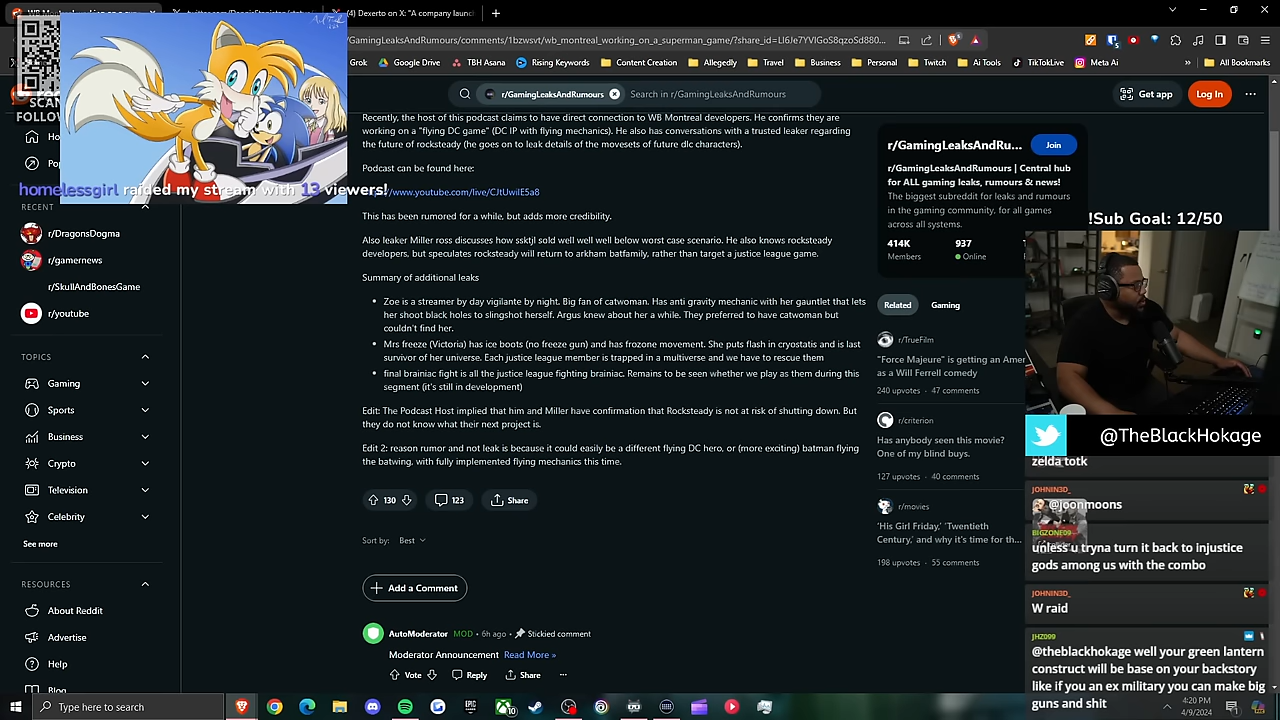 twitter.com/DavidStanistar/statu
(4) Dexerto on X: "A company launch
/GamingLeaksAndRumours/comments/1bzwsvt/wb_montreal_working_on_a_superman_game/?share_id=Ll6Je7YVlGoS8qzoSd880...
Grok
Google Drive
TBH Asana
Rising Keywords
Content Creation
Allegedly
Travel
Business
Personal
Twitch
Ai Tools
TikTokLive
Meta Ai
All Bookmarks
SCAN
FOLLOW
r/GamingLeaksAndRumours
Search in r/GamingLeaksAndRumours
Get app
Log In
homelessgirl raided my stream with 13 viewers!
RECENT
r/DragonsDogma
r/gamernews
r/SkullAndBonesGame
r/youtube
TOPICS
Gaming
Sports
Business
Crypto
Television
Celebrity
See more
RESOURCES
About Reddit
Advertise
Help
Blog
Recently, the host of this podcast claims to have direct connection to WB Montreal developers. He confirms they are
working on a "flying DC game" (DC IP with flying mechanics). He also has conversations with a trusted leaker regarding
the future of rocksteady (he goes on to leak details of the movesets of future dlc characters).
Podcast can be found here:
www.youtube.com/live/CJtUwilE5a8
This has been rumored for a while, but adds more credibility.
Also leaker Miller ross discusses how ssktjl sold well well well below worst case scenario. He also knows rocksteady
developers, but speculates rocksteady will return to arkham batfamily, rather than target a justice league game.
Summary of additional leaks
Zoe is a streamer by day vigilante by night. Big fan of catwoman. Has anti gravity mechanic with her gauntlet that lets
her shoot black holes to slingshot herself. Argus knew about her a while. They preferred to have catwoman but
couldn't find her.
Mrs freeze (Victoria) has ice boots (no freeze gun) and has frozone movement. She puts flash in cryostatis and is last
survivor of her universe. Each justice league member is trapped in a multiverse and we have to rescue them
final brainiac fight is all the justice league fighting brainiac. Remains to be seen whether we play as them during this
segment (it's still in development)
Edit: The Podcast Host implied that him and Miller have confirmation that Rocksteady is not at risk of shutting down. But
they do not know what their next project is.
Edit 2: reason rumor and not leak is because it could easily be a different flying DC hero, or (more exciting) batman flying
the batwing, with fully implemented flying mechanics this time.
130
123
Share
Sort by: Best
Add a Comment
AutoModerator MOD • 6h ago • Stickied comment
Moderator Announcement Read More »
Vote
Reply
Share
...
r/GamingLeaksAndRu...
Join
r/GamingLeaksAndRumours | Central hub
for ALL gaming leaks, rumours & news!
The biggest subreddit for leaks and rumours
in the gaming community, for all games
across all systems.
414K
937
Members
Online
Related
Gaming
r/TrueFilm
"Force Majeure" is getting an Amer
as a Will Ferrell comedy
240 upvotes · 47 comments
r/criterion
Has anybody seen this movie?
One of my blind buys.
127 upvotes · 40 comments
r/movies
'His Girl Friday,' 'Twentieth
Century,' and why it's time for th...
198 upvotes · 55 comments
!Sub Goal: 12/50
@TheBlackHokage
zelda totk
JOHNIN3D_
@joonmoons
BIGZONE09
unless u tryna turn it back to injustice
gods among us with the combo
JOHNIN3D_
W raid
JHZ099
@theblackhokage well your green lantern
construct will be base on your backstory
like if you an ex military you can make big
guns and shit
Type here to search
4:20 PM
4/9/2024